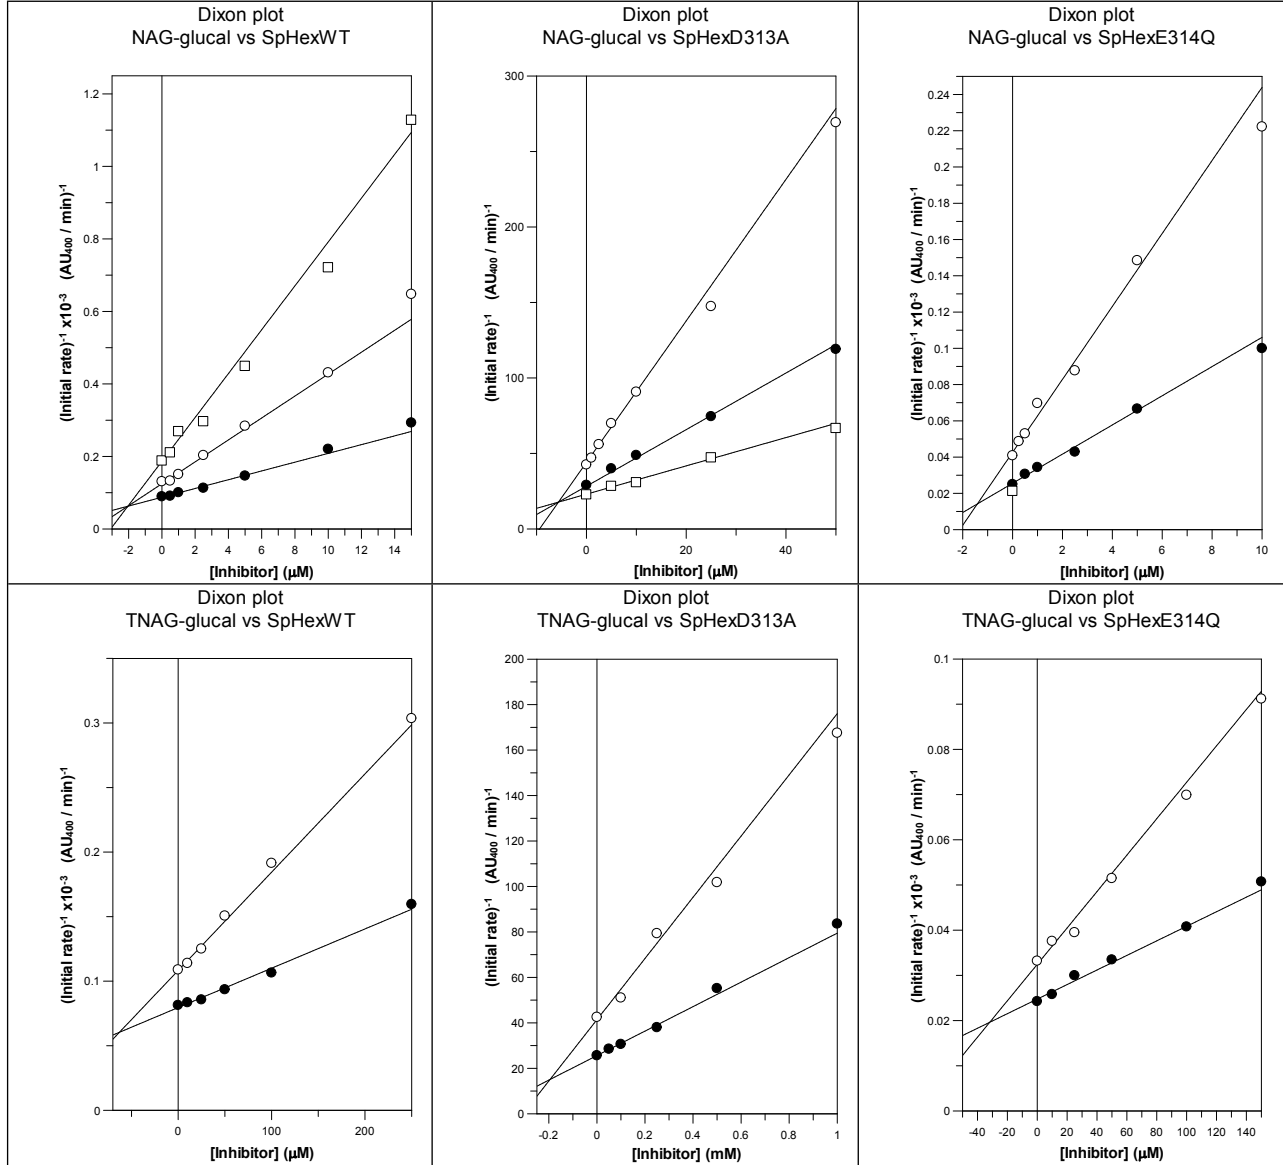 Dixon plot
NAG-glucal vs SpHexWT
1.2
1
0.8
0.6
0.4
0.2
0
-2 0 2 4 6 8 10 12 14
(Initial rate)⁻¹ x10⁻³ (AU₄₀₀ / min)⁻¹
[Inhibitor] (µM)
Dixon plot
NAG-glucal vs SpHexD313A
300
200
100
0
0 20 40
(Initial rate)⁻¹ (AU₄₀₀ / min)⁻¹
[Inhibitor] (µM)
Dixon plot
NAG-glucal vs SpHexE314Q
0.24
0.22
0.2
0.18
0.16
0.14
0.12
0.1
0.08
0.06
0.04
0.02
0
-2 0 2 4 6 8 10
(Initial rate)⁻¹ x10⁻³ (AU₄₀₀ / min)⁻¹
[Inhibitor] (µM)
Dixon plot
TNAG-glucal vs SpHexWT
0.3
0.2
0.1
0
0 100 200
(Initial rate)⁻¹ x10⁻³ (AU₄₀₀ / min)⁻¹
[Inhibitor] (µM)
Dixon plot
TNAG-glucal vs SpHexD313A
200
180
160
140
120
100
80
60
40
20
0
-0.2 0 0.2 0.4 0.6 0.8 1
(Initial rate)⁻¹ (AU₄₀₀ / min)⁻¹
[Inhibitor] (mM)
Dixon plot
TNAG-glucal vs SpHexE314Q
0.1
0.08
0.06
0.04
0.02
0
-40 -20 0 20 40 60 80 100 120 140
(Initial rate)⁻¹ x10⁻³ (AU₄₀₀ / min)⁻¹
[Inhibitor] (µM)